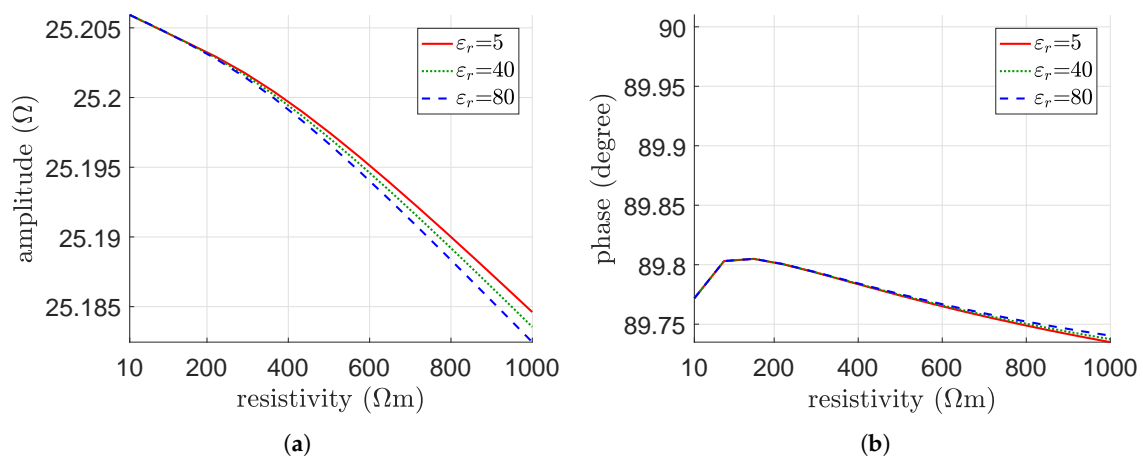 25.205
25.2
25.195
25.19
25.185
amplitude (Ω)
10 200 400 600 800 1000
resistivity (Ωm)
εr=5
εr=40
εr=80
(a)
90
89.95
89.9
89.85
89.8
89.75
phase (degree)
10 200 400 600 800 1000
resistivity (Ωm)
εr=5
εr=40
εr=80
(b)